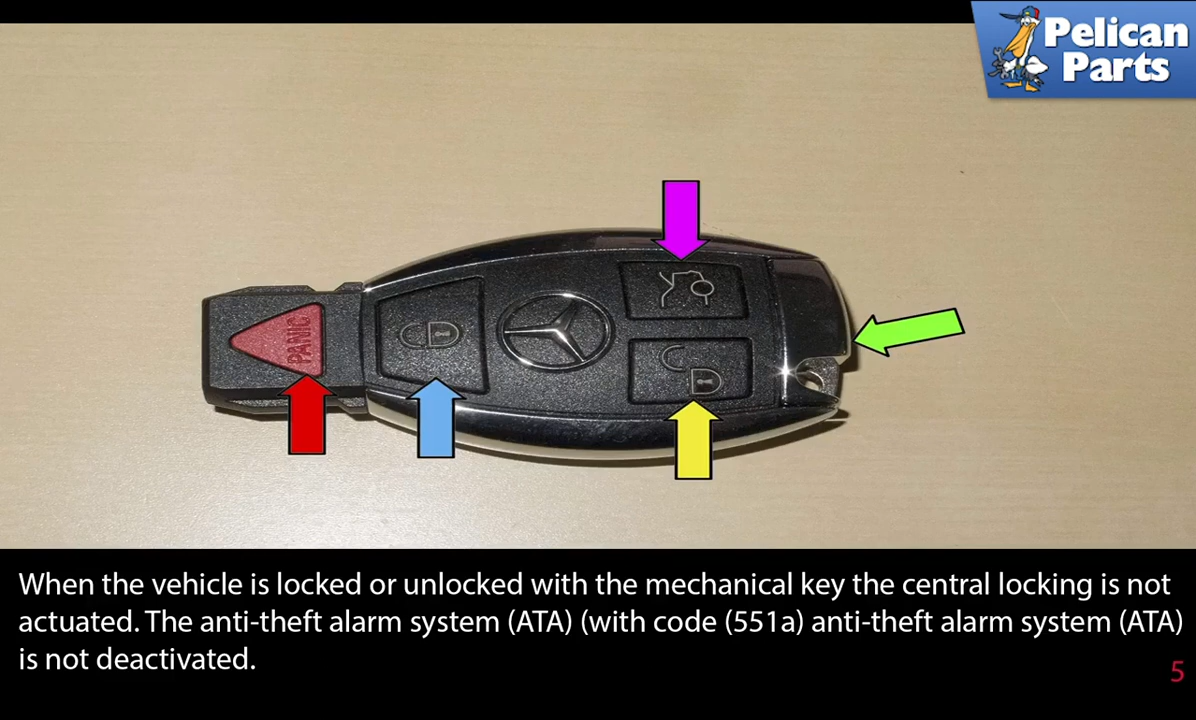 Pelican
Parts
PANIC
When the vehicle is locked or unlocked with the mechanical key the central locking is not
actuated. The anti-theft alarm system (ATA) (with code (551a) anti-theft alarm system (ATA)
is not deactivated.
5